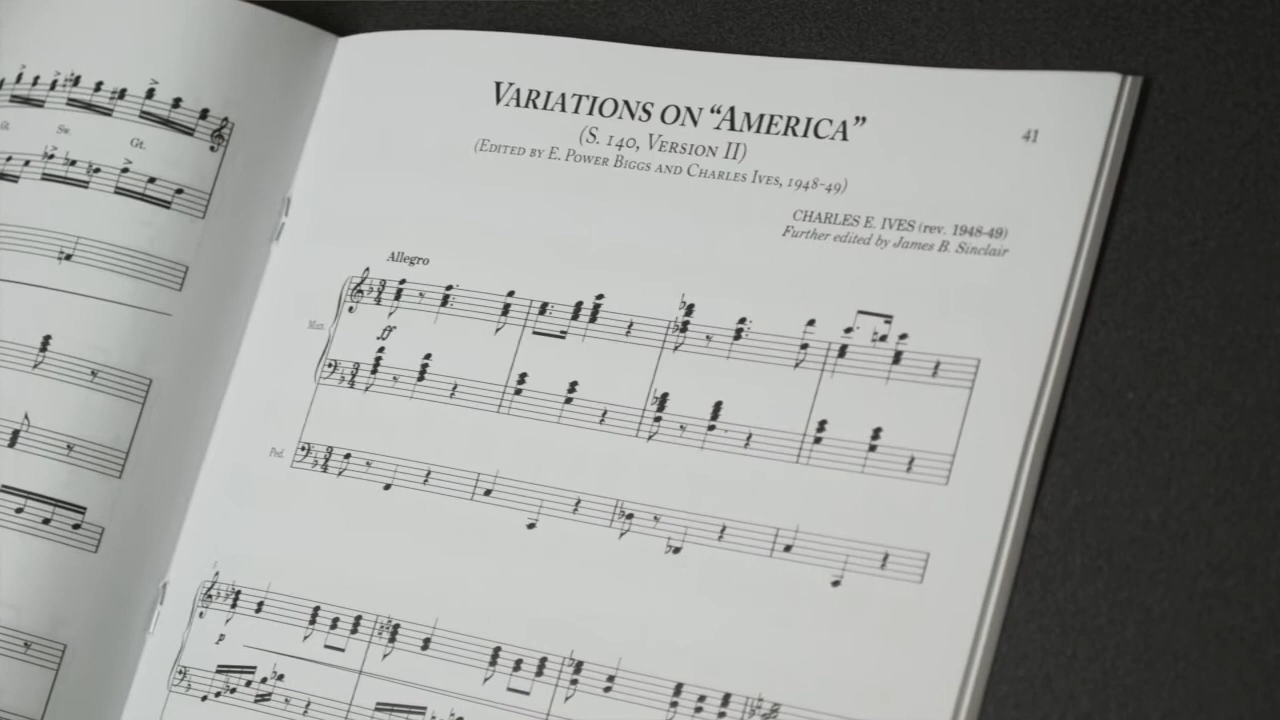 Sw.
Gt.
VARIATIONS ON “AMERICA”
(S. 140, VERSION II)
(EDITED BY E. POWER BIGGS AND CHARLES IVES, 1948-49)
41
CHARLES E. IVES (rev. 1948-49)
Further edited by James B. Sinclair
Allegro
Man.
ff
Ped.
p